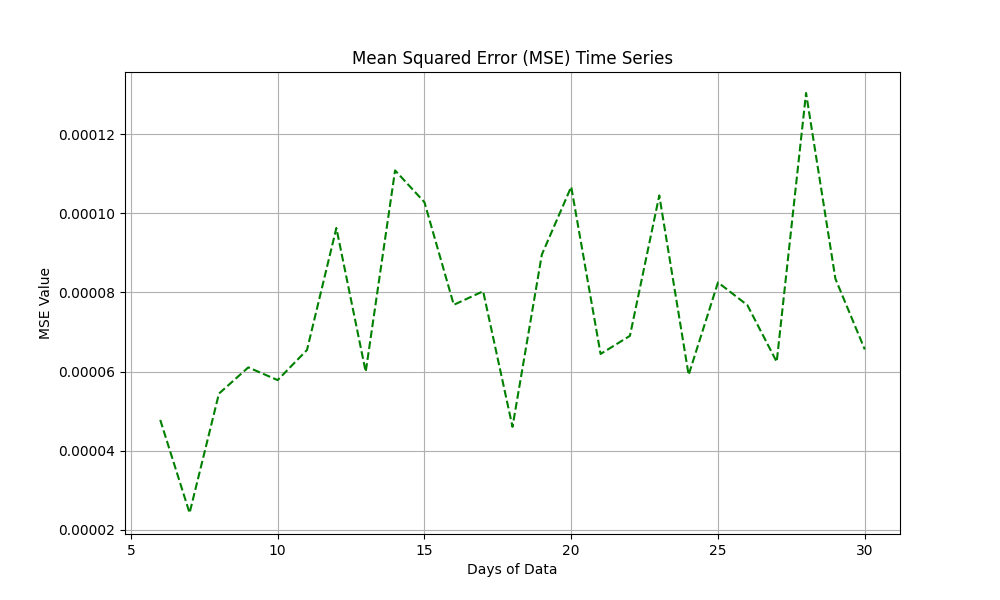 Mean Squared Error (MSE) Time Series
MSE Value
0.00012
0.00010
0.00008
0.00006
0.00004
0.00002
5 10 15 20 25 30
Days of Data